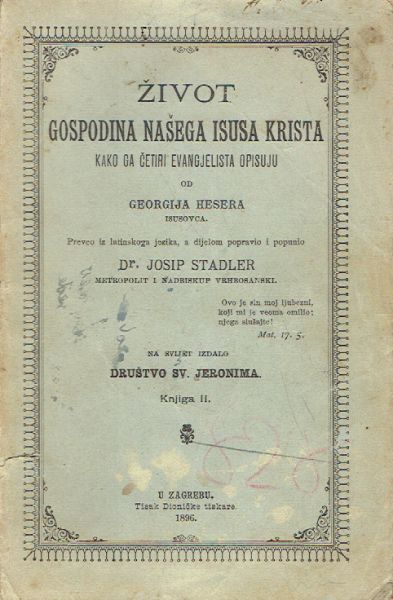 ŽIVOT
GOSPODINA NAŠEGA ISUSA KRISTA
KAKO GA ČETIRI EVANGJELISTA OPISUJU
OD
GEORGIJA HESERA
ISUSOVCA.
Preveo iz latinskoga jezika, a dijelom popravio i popunio
Dr. JOSIP STADLER
METROPOLIT I NADBISKUP VRHBOSANSKI.
Ovo je sin moj ljubezni,
koji mi je veoma omilio;
njega slušajte!
Mat. 17. 5.
NA SVIJET IZDALO
DRUŠTVO SV. JERONIMA.
Knjiga II.
U ZAGREBU.
Tisak Dioničke tiskare.
1896.